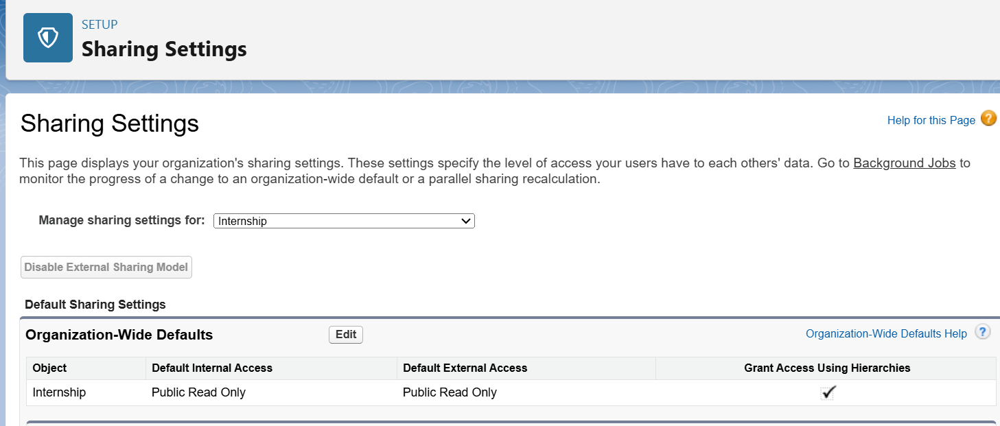 SETUP
Sharing Settings
Sharing Settings
Help for this Page ?
This page displays your organization's sharing settings. These settings specify the level of access your users have to each others' data. Go to Background Jobs to
monitor the progress of a change to an organization-wide default or a parallel sharing recalculation.
Manage sharing settings for: Internship
Disable External Sharing Model
Default Sharing Settings
Organization-Wide Defaults Edit Organization-Wide Defaults Help ?
Object Default Internal Access Default External Access Grant Access Using Hierarchies
Internship Public Read Only Public Read Only